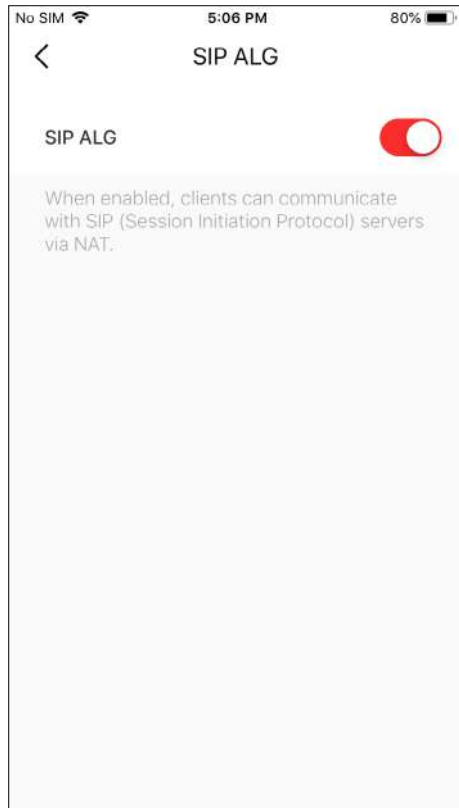 No SIM 5:06 PM 80%
SIP ALG
SIP ALG
When enabled, clients can communicate
with SIP (Session Initiation Protocol) servers
via NAT.